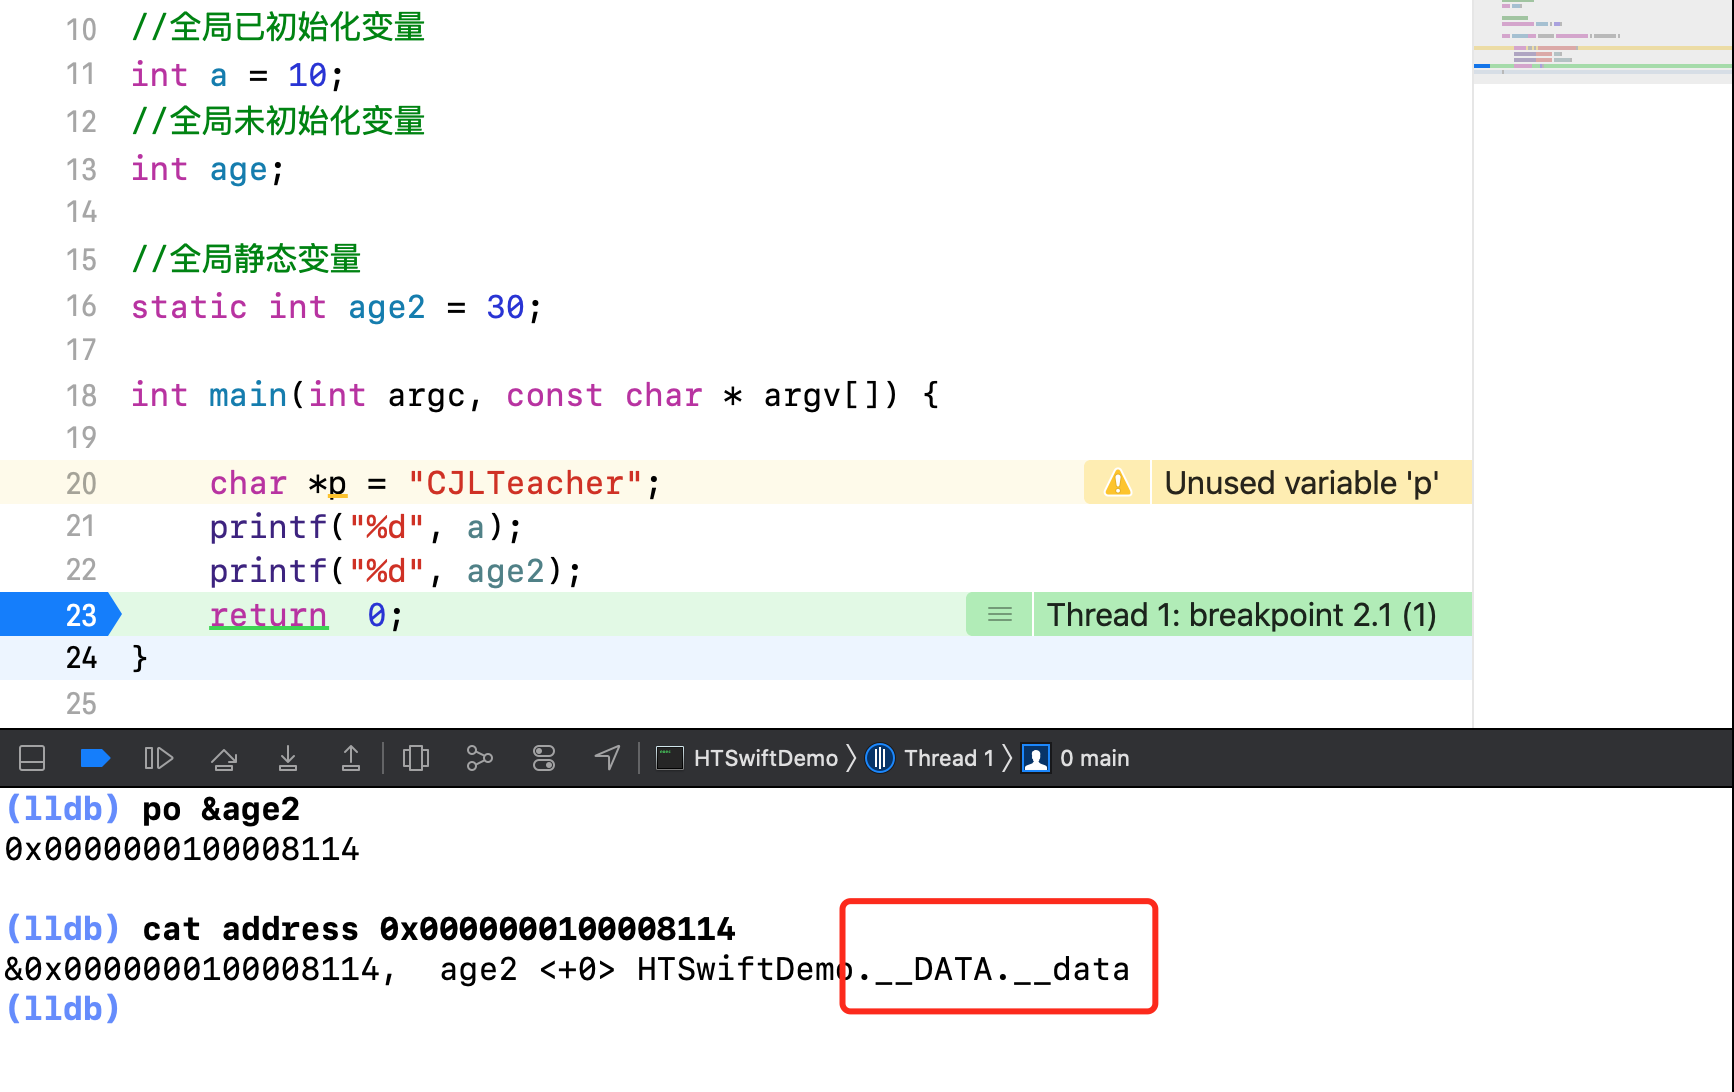 10 //全局已初始化变量
11 int a = 10;
12 //全局未初始化变量
13 int age;
14
15 //全局静态变量
16 static int age2 = 30;
17
18 int main(int argc, const char * argv[]) {
19
20     char *p = "CJLTeacher"; Unused variable 'p'
21     printf("%d", a);
22     printf("%d", age2);
23     return  0; Thread 1: breakpoint 2.1 (1)
24 }
25
HTSwiftDemo 〉 Thread 1 〉 0 main
(lldb) po &age2
0x0000000100008114
(lldb) cat address 0x0000000100008114
&0x0000000100008114,  age2 <+0> HTSwiftDemo.__DATA.__data
(lldb)